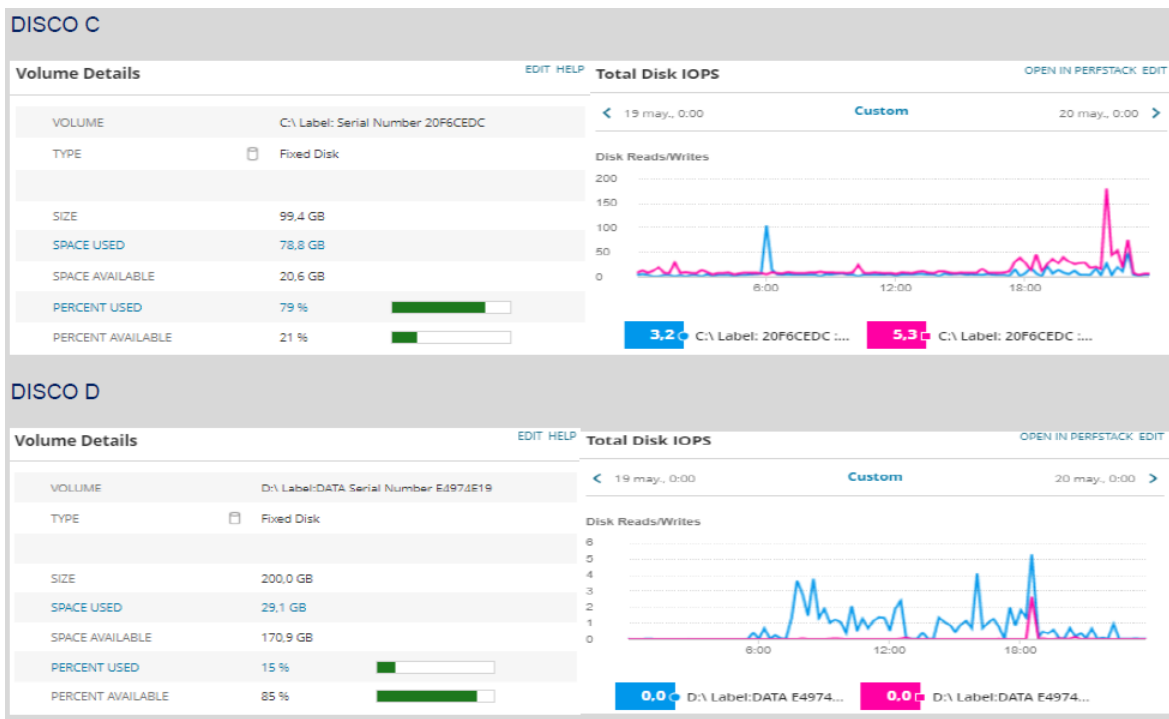 DISCO C
Volume Details
EDIT HELP
VOLUME C:\ Label: Serial Number 20F6CEDC
TYPE Fixed Disk
SIZE 99,4 GB
SPACE USED 78,8 GB
SPACE AVAILABLE 20,6 GB
PERCENT USED 79 %
PERCENT AVAILABLE 21 %
Total Disk IOPS
OPEN IN PERFSTACK EDIT
19 may., 0:00 Custom 20 may., 0:00
Disk Reads/Writes
200
150
100
50
0
6:00 12:00 18:00
3,2 C:\ Label: 20F6CEDC :... 5,3 C:\ Label: 20F6CEDC :...
DISCO D
Volume Details
EDIT HELP
VOLUME D:\ Label:DATA Serial Number E4974E19
TYPE Fixed Disk
SIZE 200,0 GB
SPACE USED 29,1 GB
SPACE AVAILABLE 170,9 GB
PERCENT USED 15 %
PERCENT AVAILABLE 85 %
Total Disk IOPS
OPEN IN PERFSTACK EDIT
19 may., 0:00 Custom 20 may., 0:00
Disk Reads/Writes
6
5
4
3
2
1
0
6:00 12:00 18:00
0,0 D:\ Label:DATA E4974... 0,0 D:\ Label:DATA E4974...